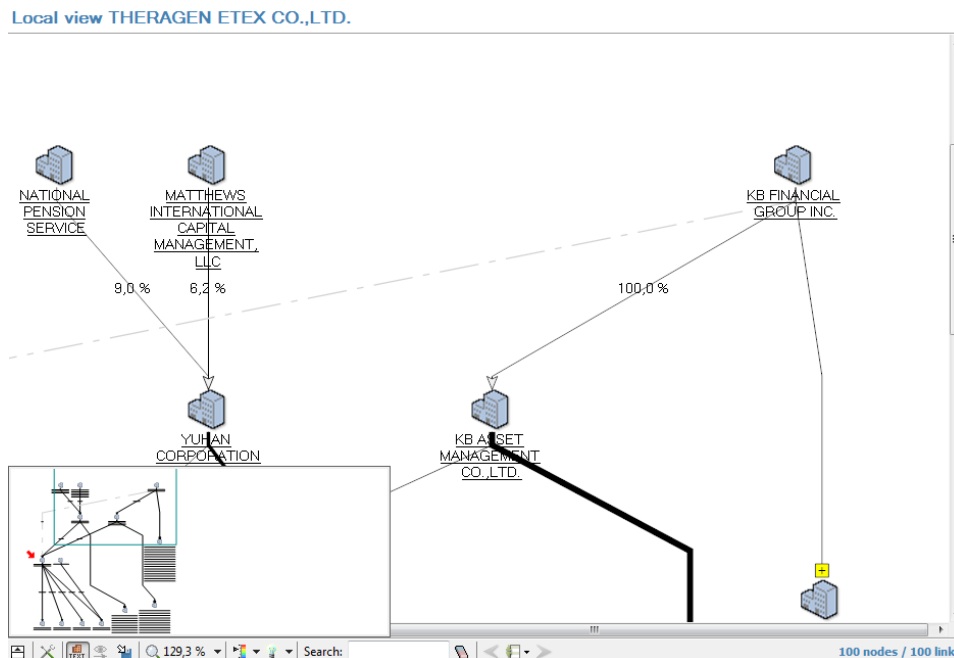 Local view THERAGEN ETEX CO.,LTD.
NATIONAL
PENSION
SERVICE
MATTHEWS
INTERNATIONAL
CAPITAL
MANAGEMENT,
LLC
KB FINANCIAL
GROUP INC.
9,0 %
6,2 %
100,0 %
YUHAN
CORPORATION
KB ASSET
MANAGEMENT
CO.,LTD.
TEXT
129,3 %
Search:
100 nodes / 100 link